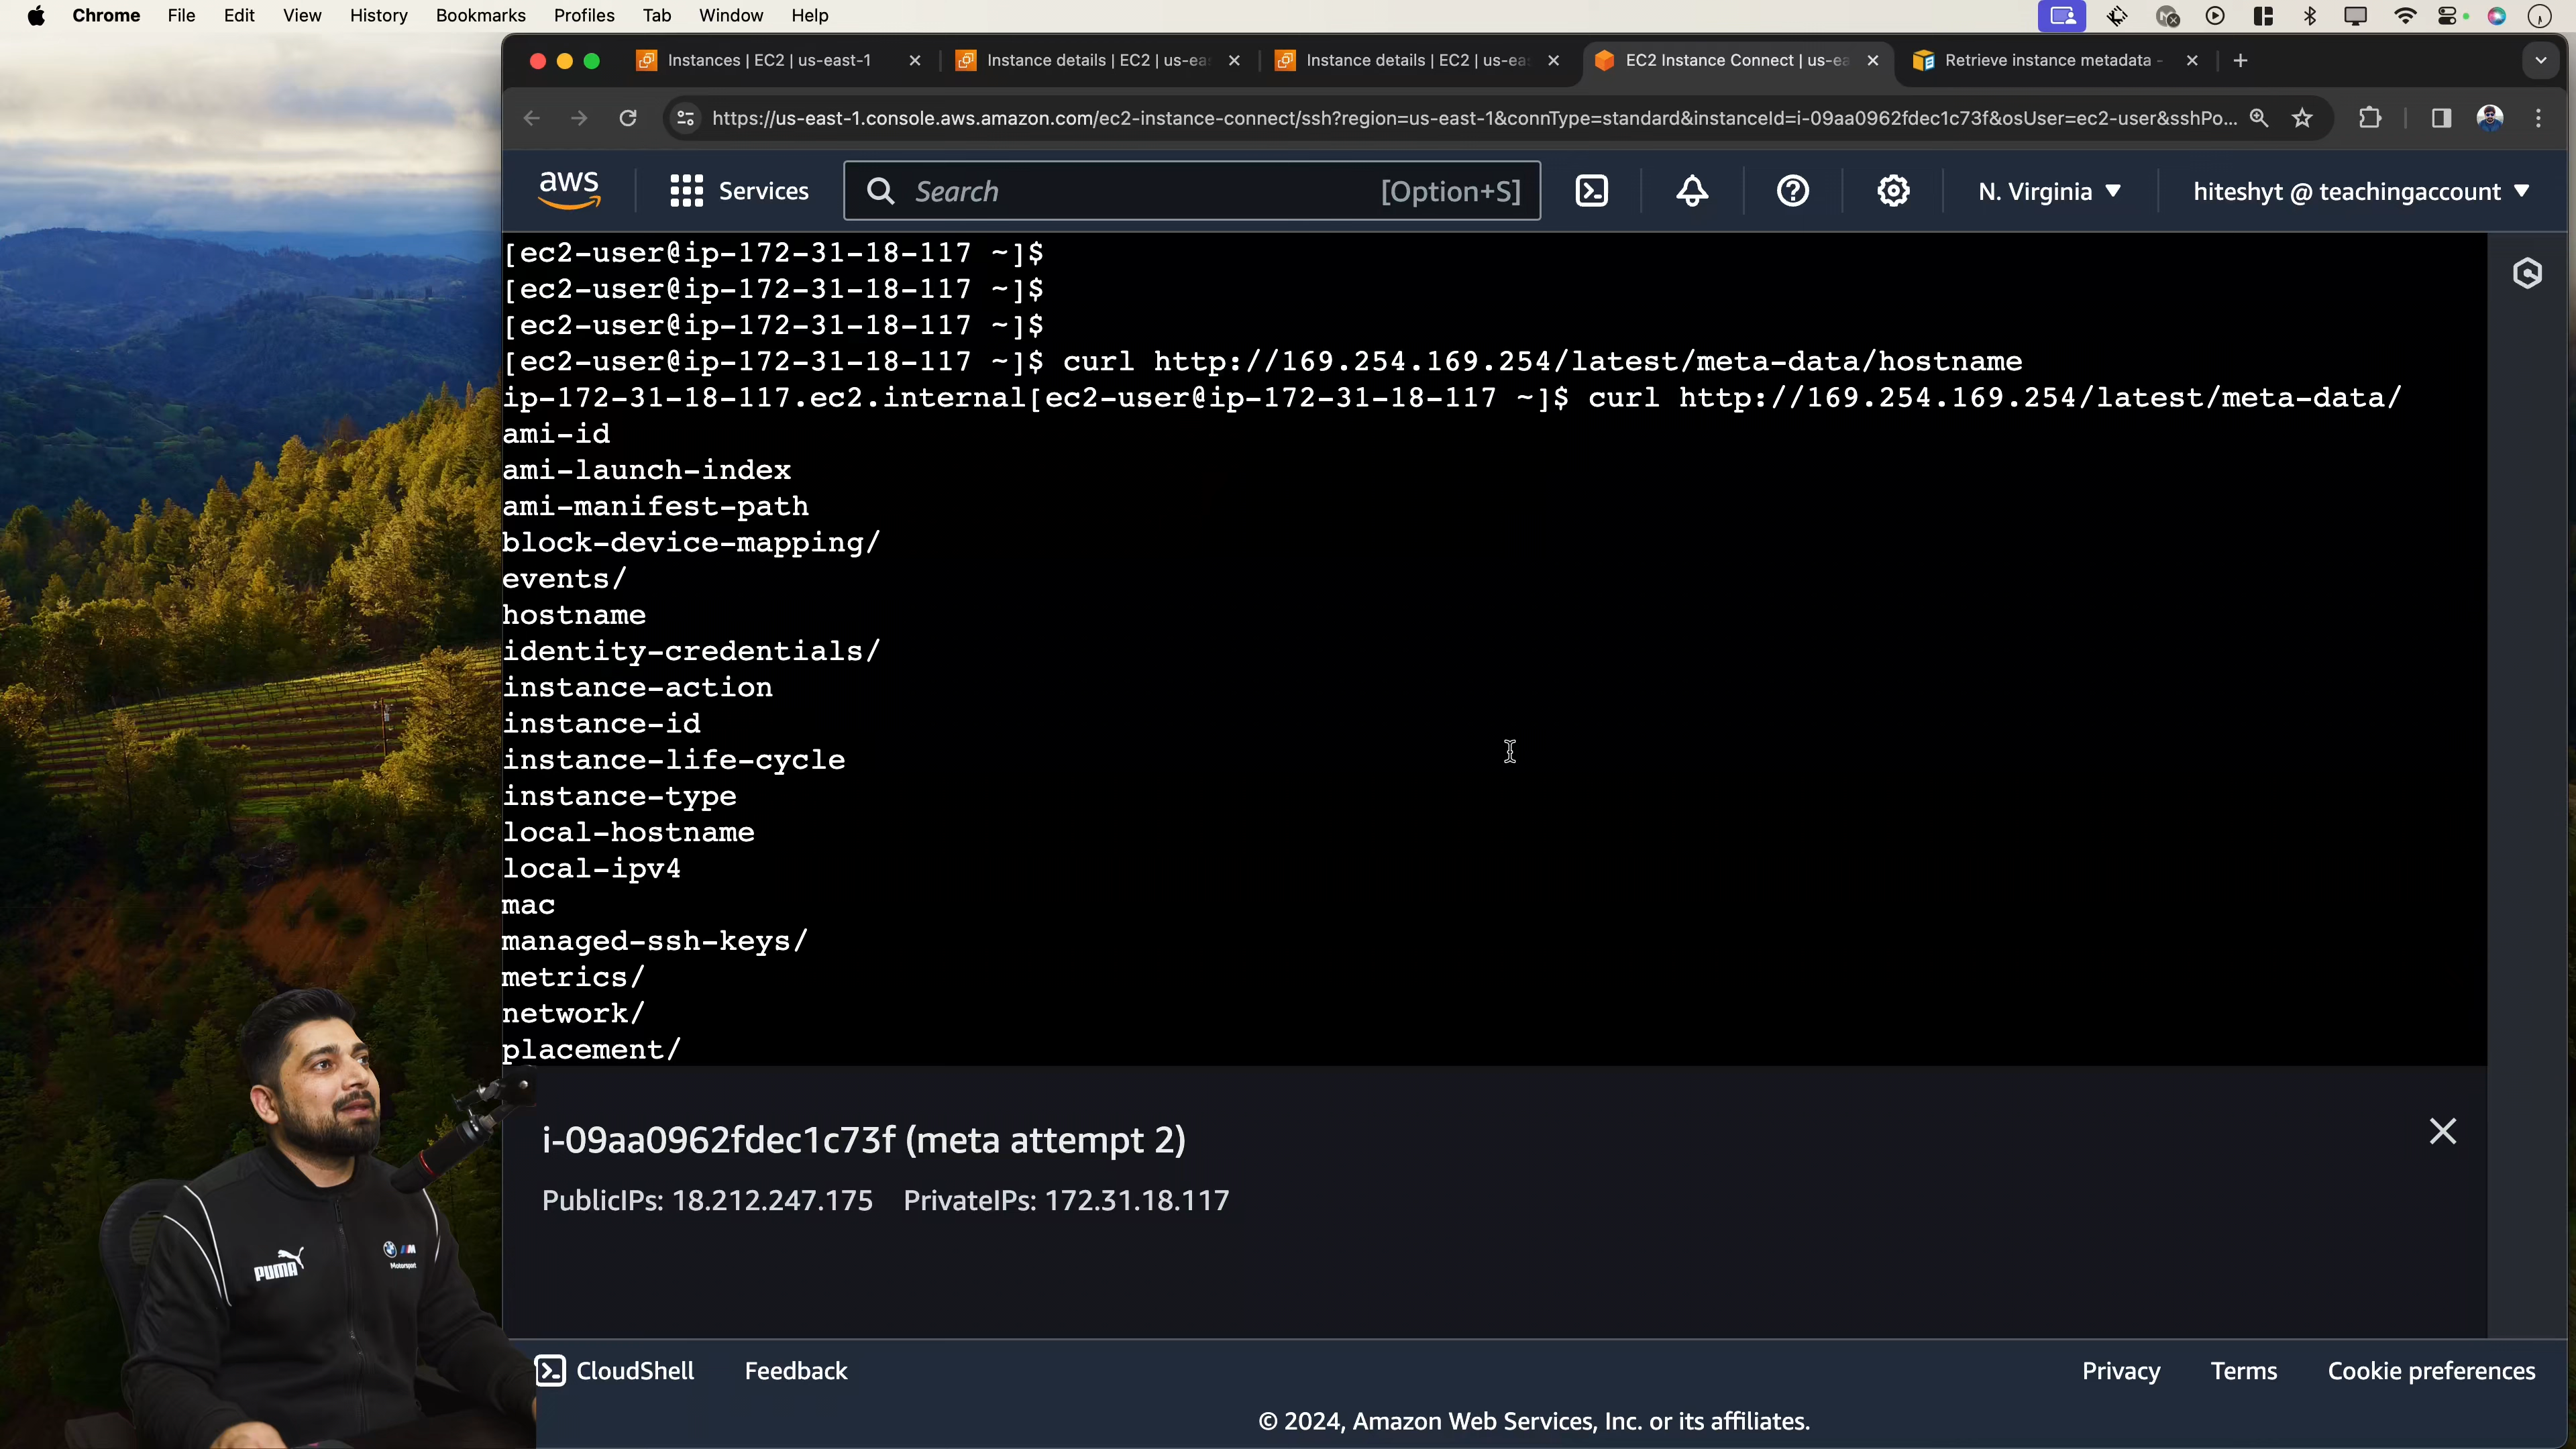 Chrome File Edit View History Bookmarks Profiles Tab Window Help
Instances | EC2 | us-east-1
Instance details | EC2 | us-eas
Instance details | EC2 | us-eas
EC2 Instance Connect | us-ea
Retrieve instance metadata -
https://us-east-1.console.aws.amazon.com/ec2-instance-connect/ssh?region=us-east-1&connType=standard&instanceId=i-09aa0962fdec1c73f&osUser=ec2-user&sshPo...
aws Services Search [Option+S] N. Virginia hiteshyt @ teachingaccount
[ec2-user@ip-172-31-18-117 ~]$
[ec2-user@ip-172-31-18-117 ~]$
[ec2-user@ip-172-31-18-117 ~]$
[ec2-user@ip-172-31-18-117 ~]$ curl http://169.254.169.254/latest/meta-data/hostname
ip-172-31-18-117.ec2.internal[ec2-user@ip-172-31-18-117 ~]$ curl http://169.254.169.254/latest/meta-data/
ami-id
ami-launch-index
ami-manifest-path
block-device-mapping/
events/
hostname
identity-credentials/
instance-action
instance-id
instance-life-cycle
instance-type
local-hostname
local-ipv4
mac
managed-ssh-keys/
metrics/
network/
placement/
i-09aa0962fdec1c73f (meta attempt 2)
PublicIPs: 18.212.247.175 PrivateIPs: 172.31.18.117
PUMA
M
Motorsport
CloudShell Feedback Privacy Terms Cookie preferences
© 2024, Amazon Web Services, Inc. or its affiliates.